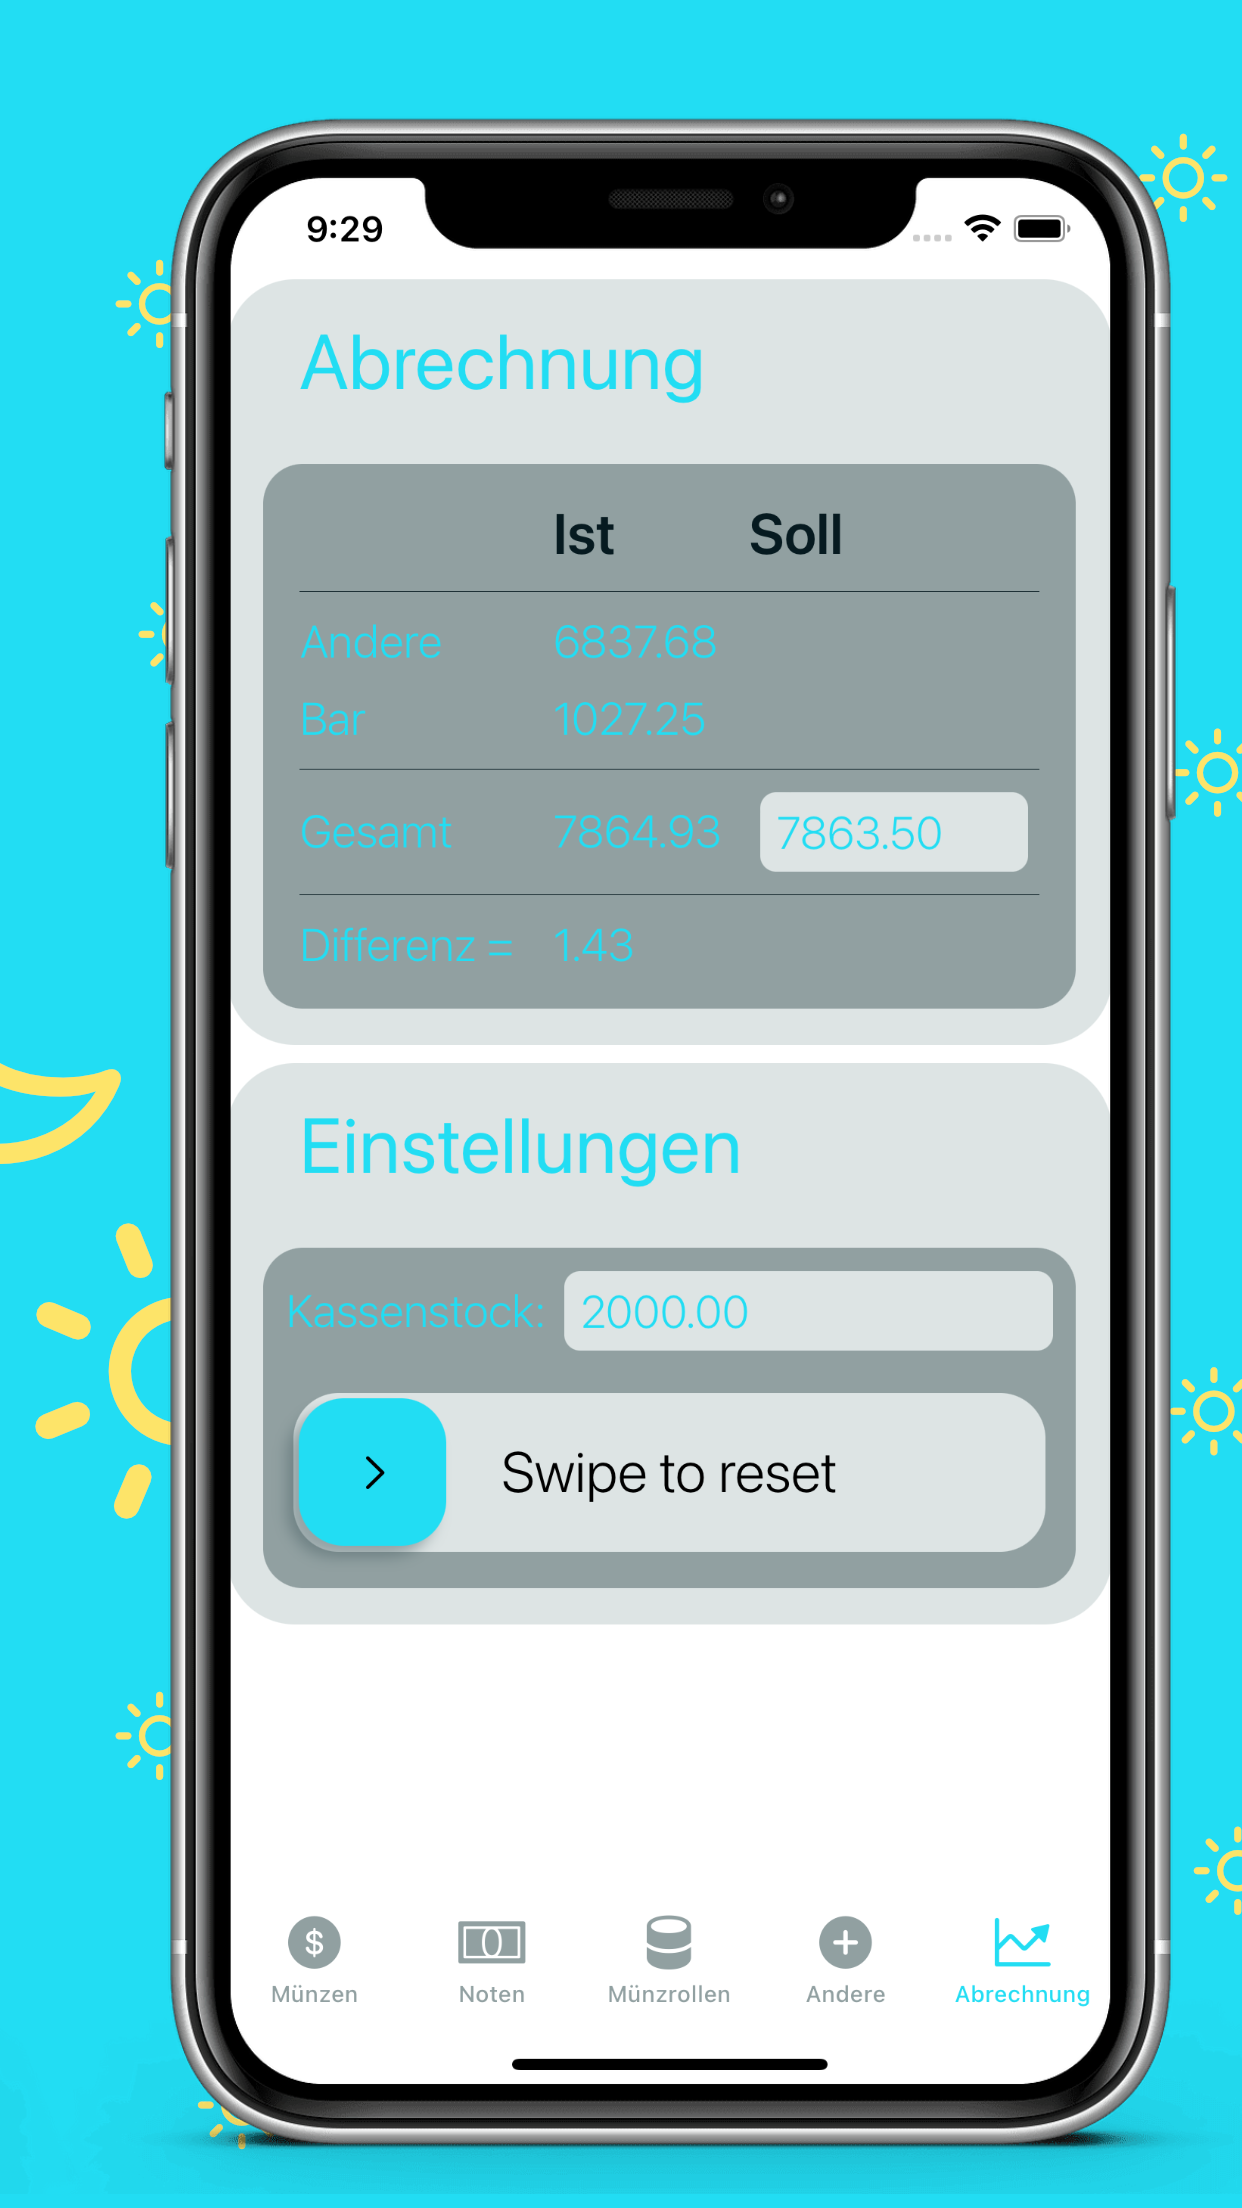 9:29
Abrechnung
Ist Soll
Andere 6837.68
Bar 1027.25
Gesamt 7864.93 7863.50
Differenz = 1.43
Einstellungen
Kassenstock: 2000.00
Swipe to reset
$ 0
Münzen Noten Münzrollen Andere Abrechnung